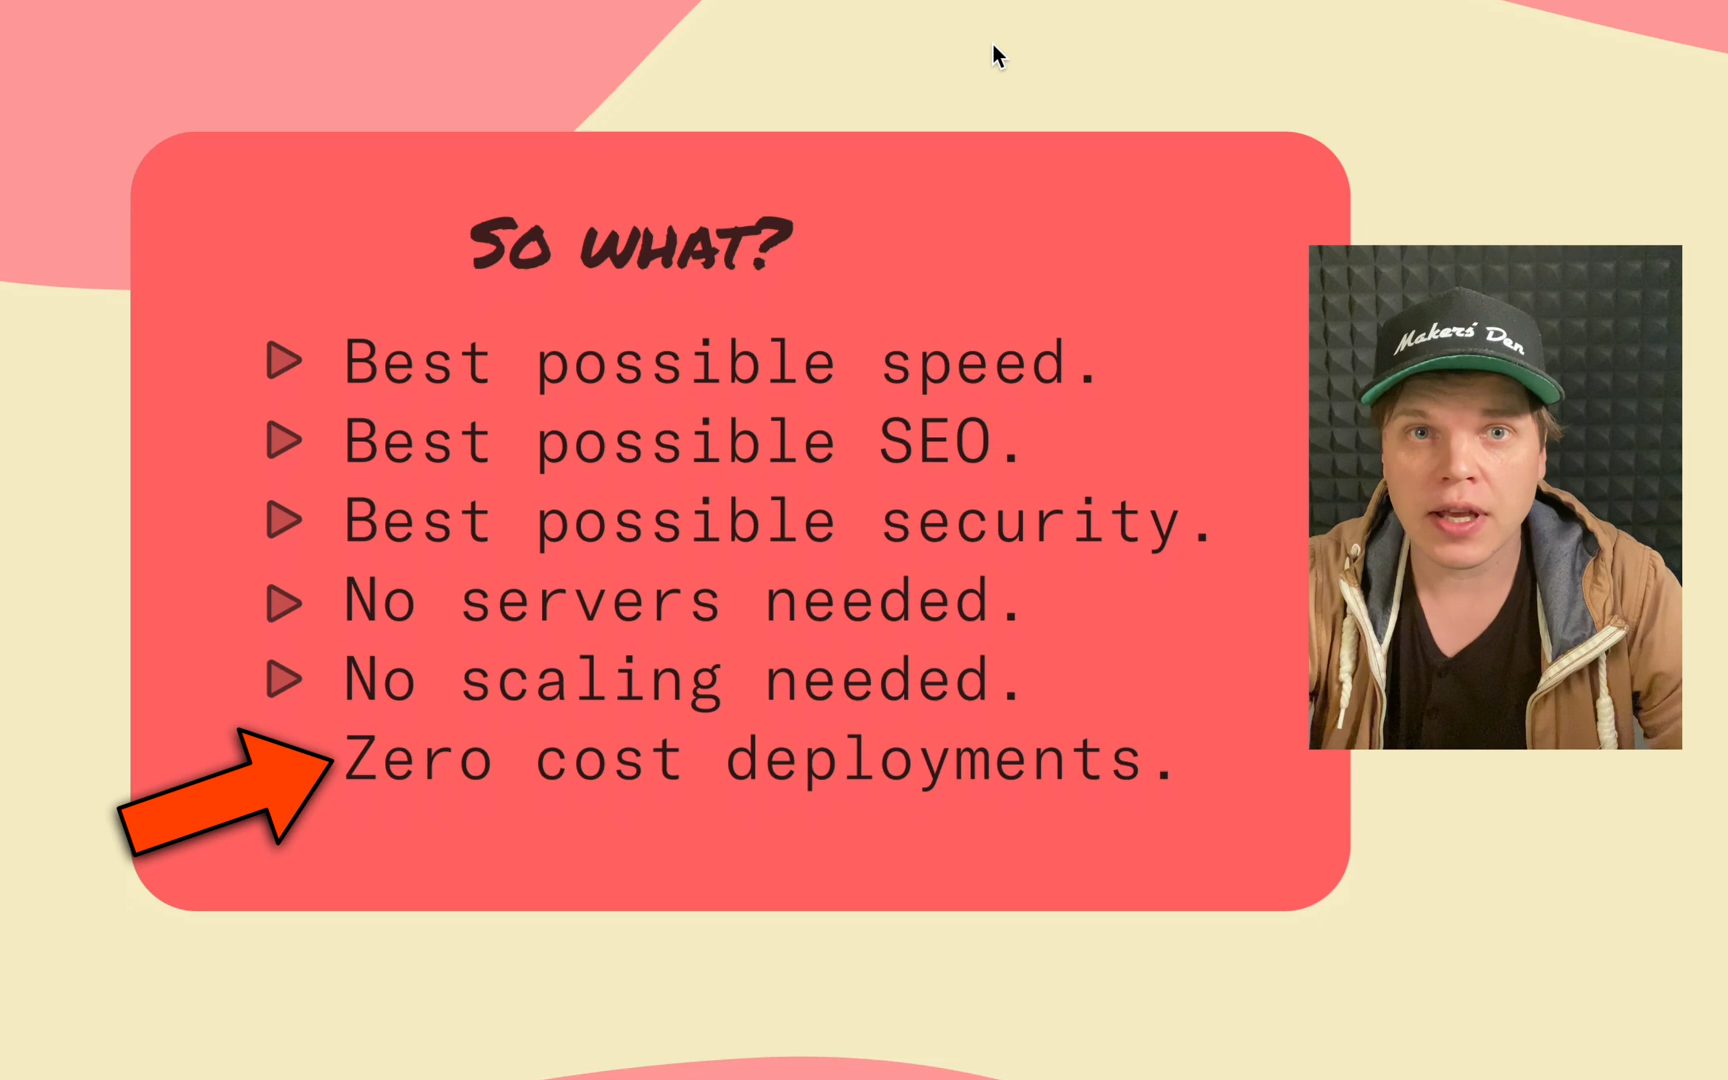 So what?
Best possible speed.
Best possible SEO.
Best possible security.
No servers needed.
No scaling needed.
Zero cost deployments.
Makers' Den